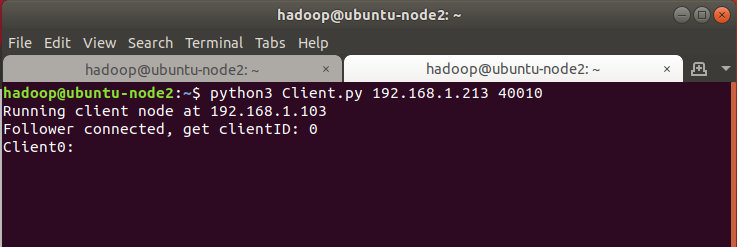 hadoop@ubuntu-node2: ~
File Edit View Search Terminal Tabs Help
hadoop@ubuntu-node2: ~ × hadoop@ubuntu-node2: ~ ×
hadoop@ubuntu-node2:~$ python3 Client.py 192.168.1.213 40010
Running client node at 192.168.1.103
Follower connected, get clientID: 0
Client0: